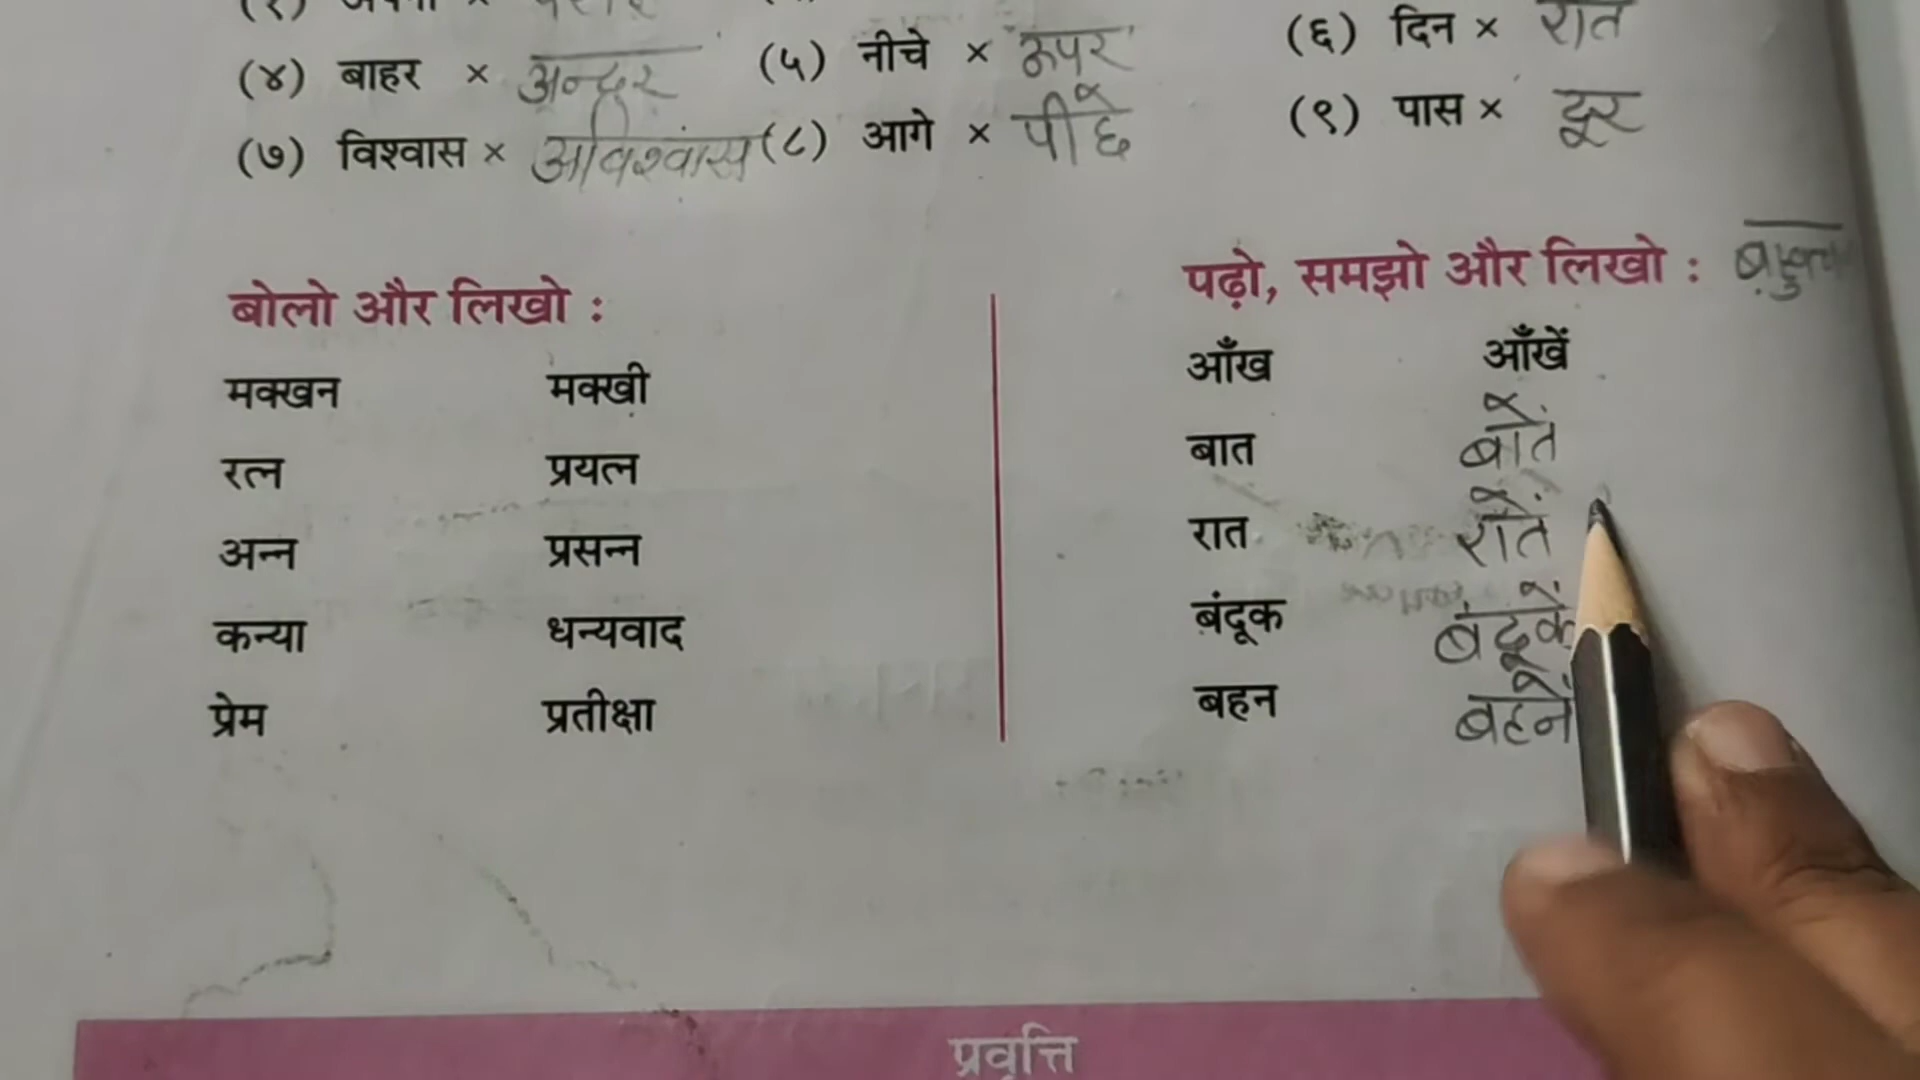 (४) बाहर × अन्दर (५) नीचे × ऊपर (६) दिन × रात
(७) विश्वास × अविश्वास (८) आगे × पीछे (९) पास × दूर
बोलो और लिखो :
मक्खन मक्खी
रत्न प्रयत्न
अन्न प्रसन्न
कन्या धन्यवाद
प्रेम प्रतीक्षा
पढ़ो, समझो और लिखो :
आँख आँखें
बात बातें
रात रातें
बंदूक बंदूकें
बहन बहनें
प्रवृत्ति